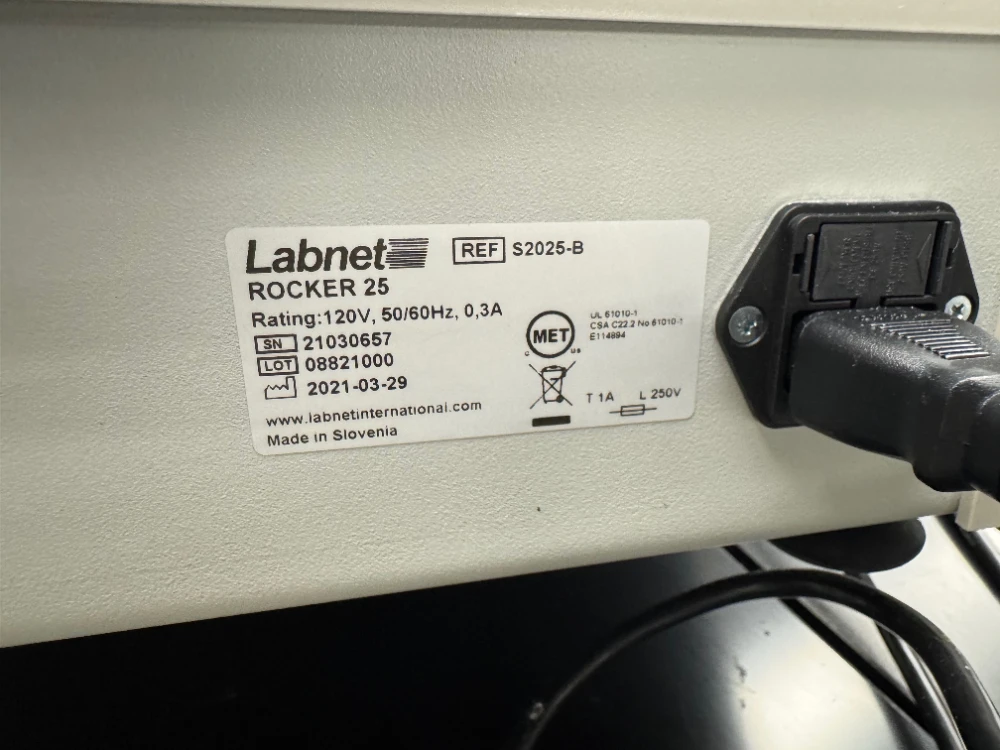 Labnet
REF S2025-B
ROCKER 25
Rating:120V, 50/60Hz, 0,3A
SN 21030657
LOT 08821000
2021-03-29
www.labnetinternational.com
Made in Slovenia
MET
C US
UL 61010-1
CSA C22.2 No 61010-1
E114894
T 1A L 250V